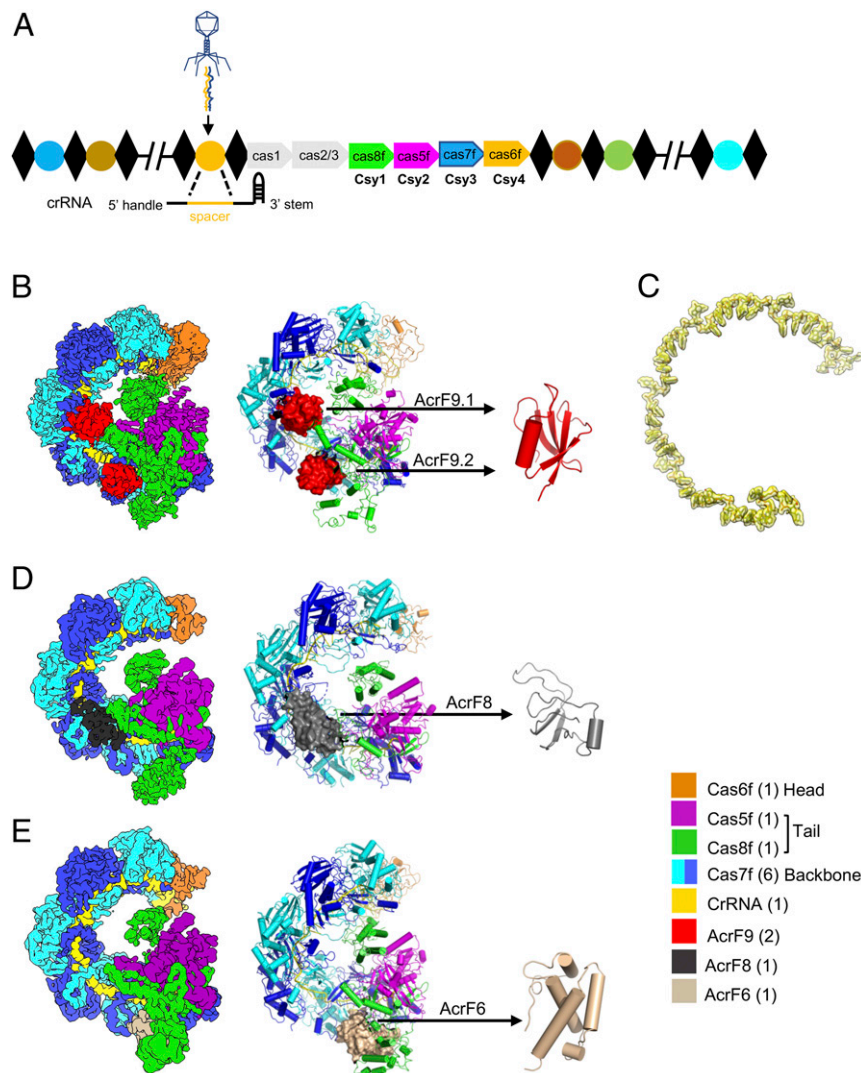 A
cas1 cas2/3 cas8f cas5f cas7f cas6f
Csy1 Csy2 Csy3 Csy4
crRNA 5' handle 3' stem
spacer
B
C
AcrF9.1
AcrF9.2
D
AcrF8
E
AcrF6
Cas6f (1) Head
Cas5f (1)
Tail
Cas8f (1)
Cas7f (6) Backbone
CrRNA (1)
AcrF9 (2)
AcrF8 (1)
AcrF6 (1)